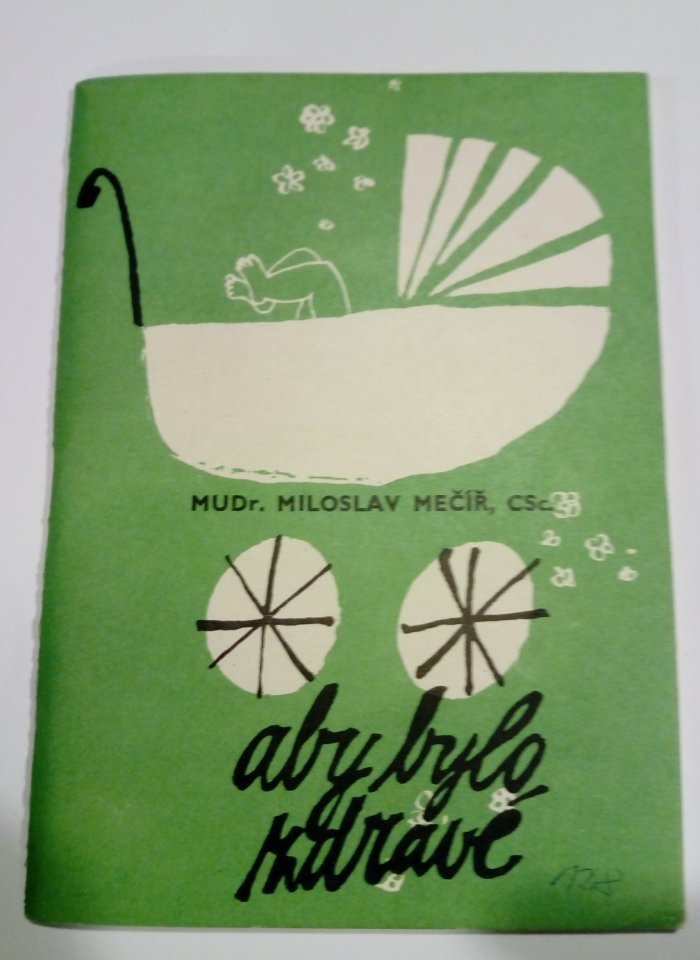 MUDr. MILOSLAV MEČÍŘ, CSc.
aby bylo
zdravé